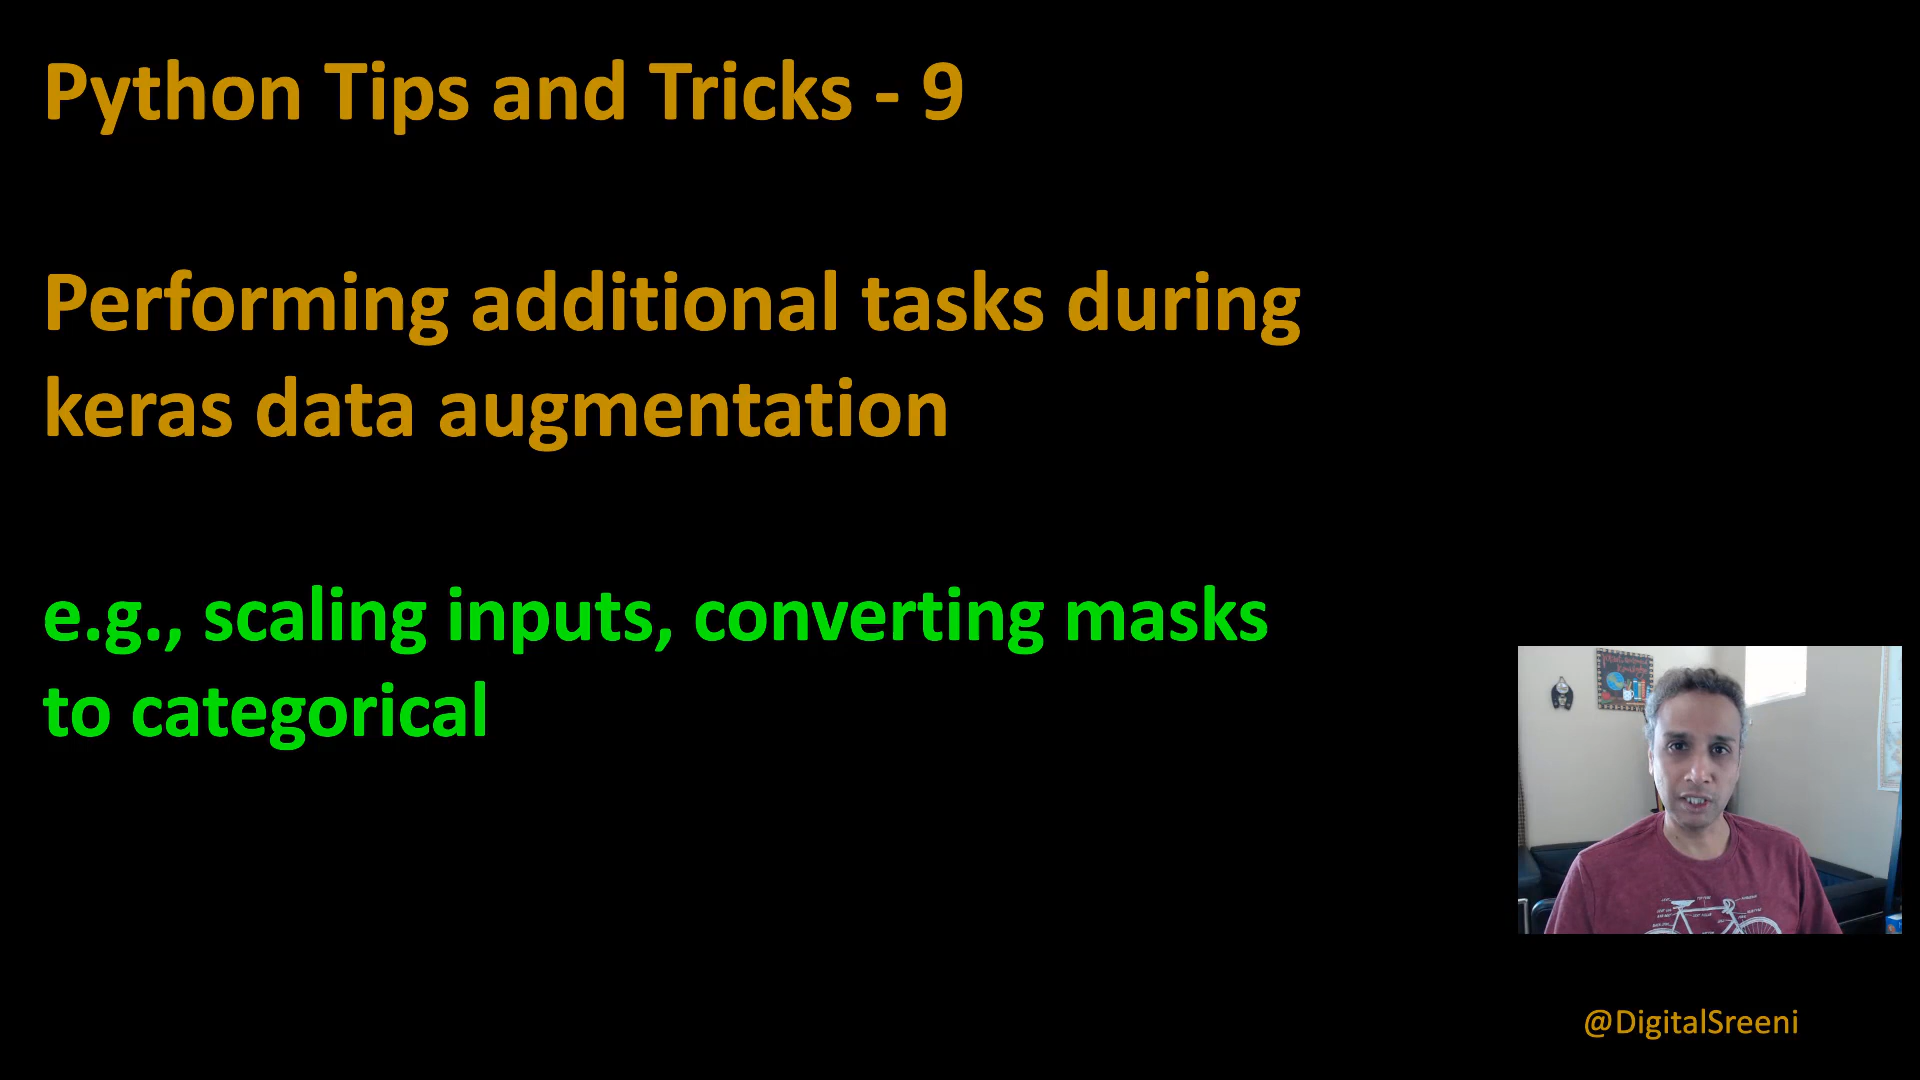 Python Tips and Tricks - 9
Performing additional tasks during
keras data augmentation
e.g., scaling inputs, converting masks
to categorical
@DigitalSreeni